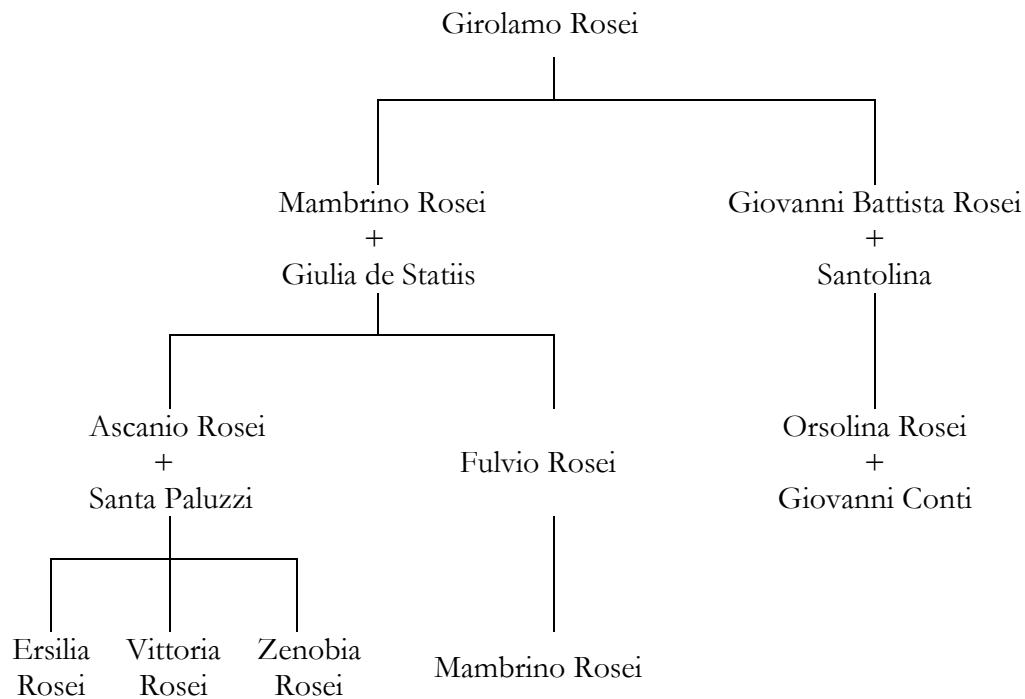 Girolamo Rosei
Mambrino Rosei
+
Giulia de Statiis
Giovanni Battista Rosei
+
Santolina
Ascanio Rosei
+
Santa Paluzzi
Fulvio Rosei
Orsolina Rosei
+
Giovanni Conti
Ersilia
Rosei
Vittoria
Rosei
Zenobia
Rosei
Mambrino Rosei